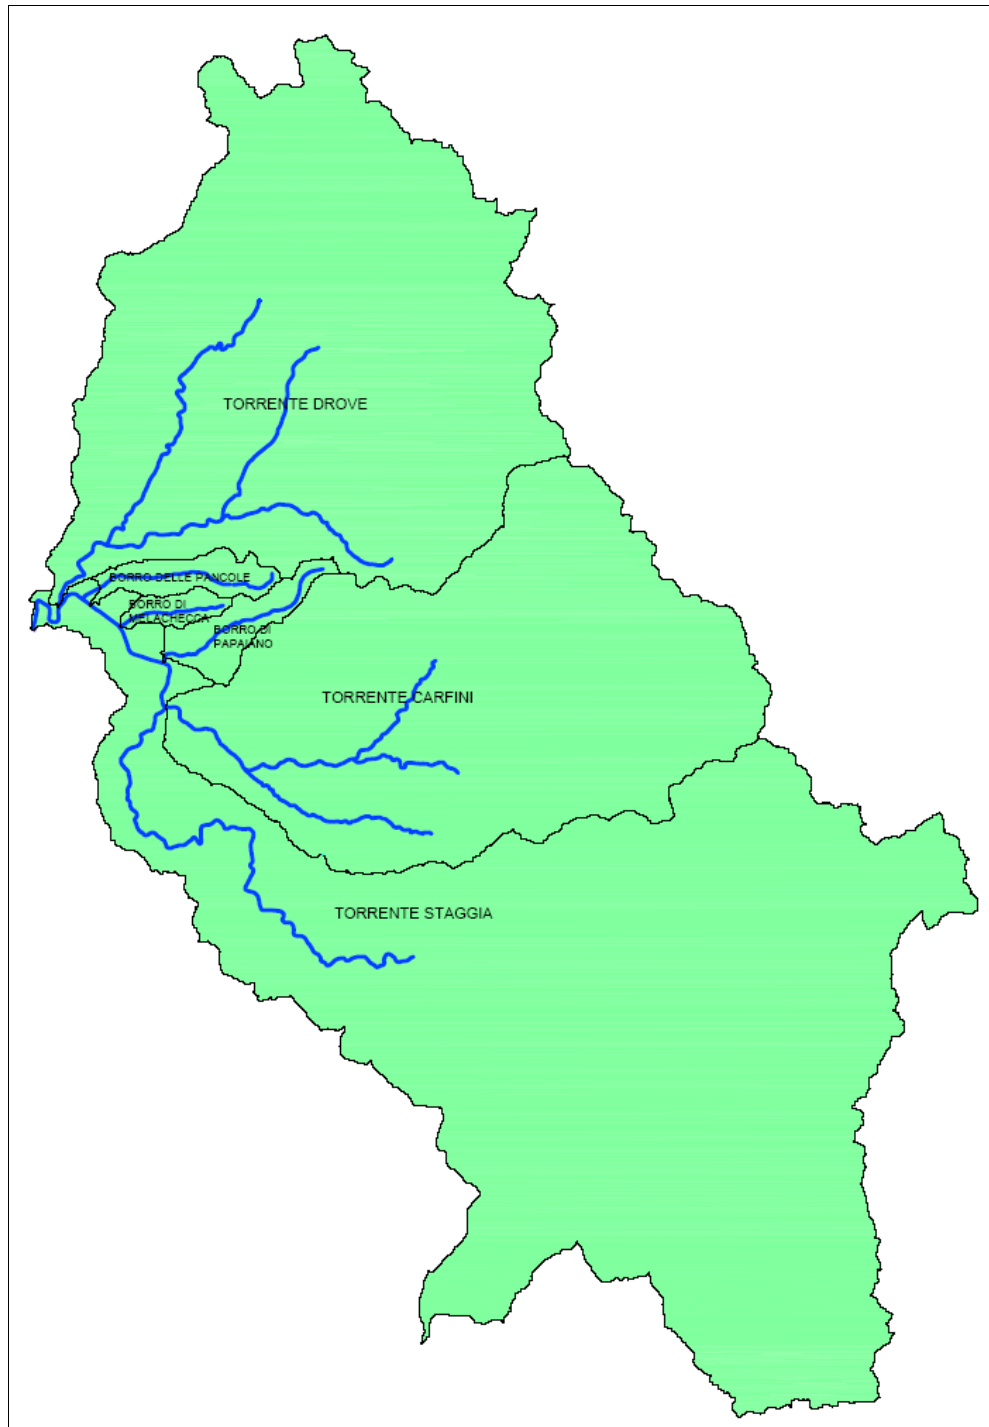 TORRENTE DROVE
BORRO DELLE PANCOLE
BORRO DI
MELACHECCA
BORRO DI
PAPAIANO
TORRENTE CARFINI
TORRENTE STAGGIA